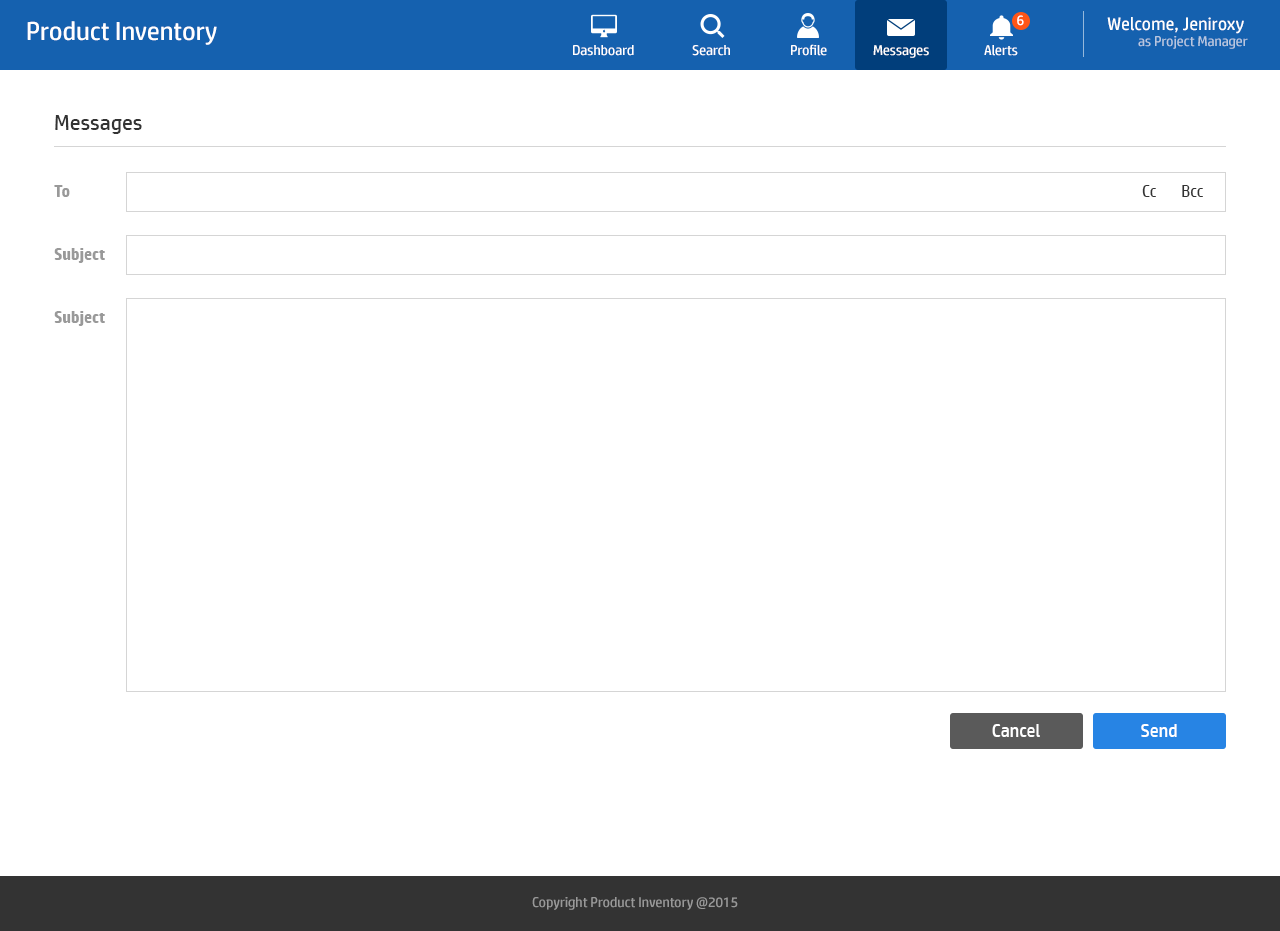 Product Inventory
Dashboard
Search
Profile
Messages
6
Alerts
Welcome, Jeniroxy
as Project Manager
Messages
To
Cc Bcc
Subject
Subject
Cancel Send
Copyright Product Inventory @2015